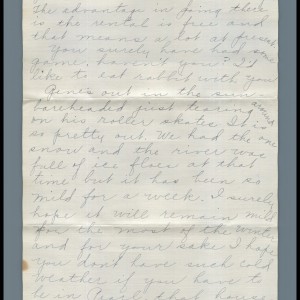 The advantage in going there
is the rental is free and
that means a lot at present.
You surely have had some
game, haven't you? I'd
like to eat rabbit with you.
Gene's out in the sun
bareheaded just tearing around
on his roller skates. It is
so pretty out. We had the one
snow and the river was
full of ice floes at that
time but it has been so
mild for a week. I surely
hope it will remain mild
for the most of the winter
and for your sake I hope
you don't have such cold
weather if you have to
be in